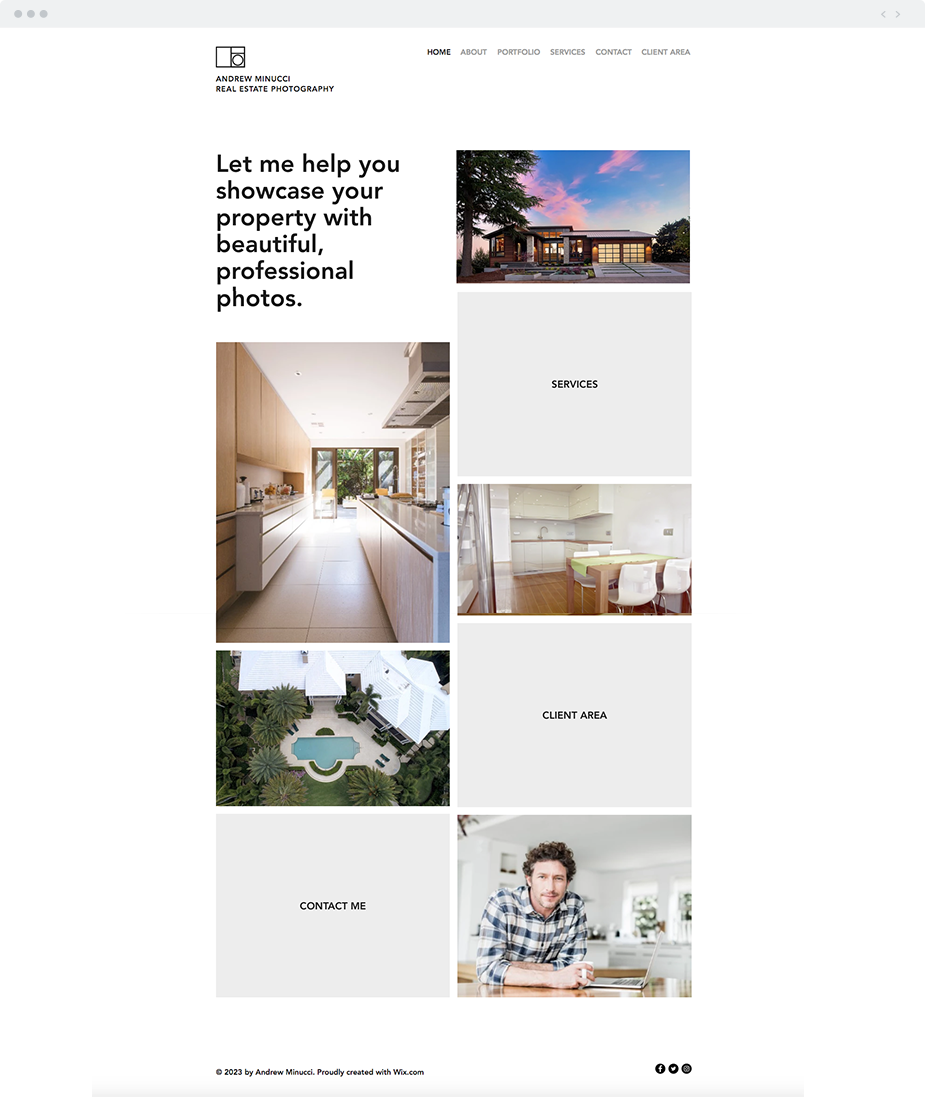 ANDREW MINUCCI
REAL ESTATE PHOTOGRAPHY
HOME ABOUT PORTFOLIO SERVICES CONTACT CLIENT AREA
Let me help you
showcase your
property with
beautiful,
professional
photos.
SERVICES
CLIENT AREA
CONTACT ME
© 2023 by Andrew Minucci. Proudly created with Wix.com